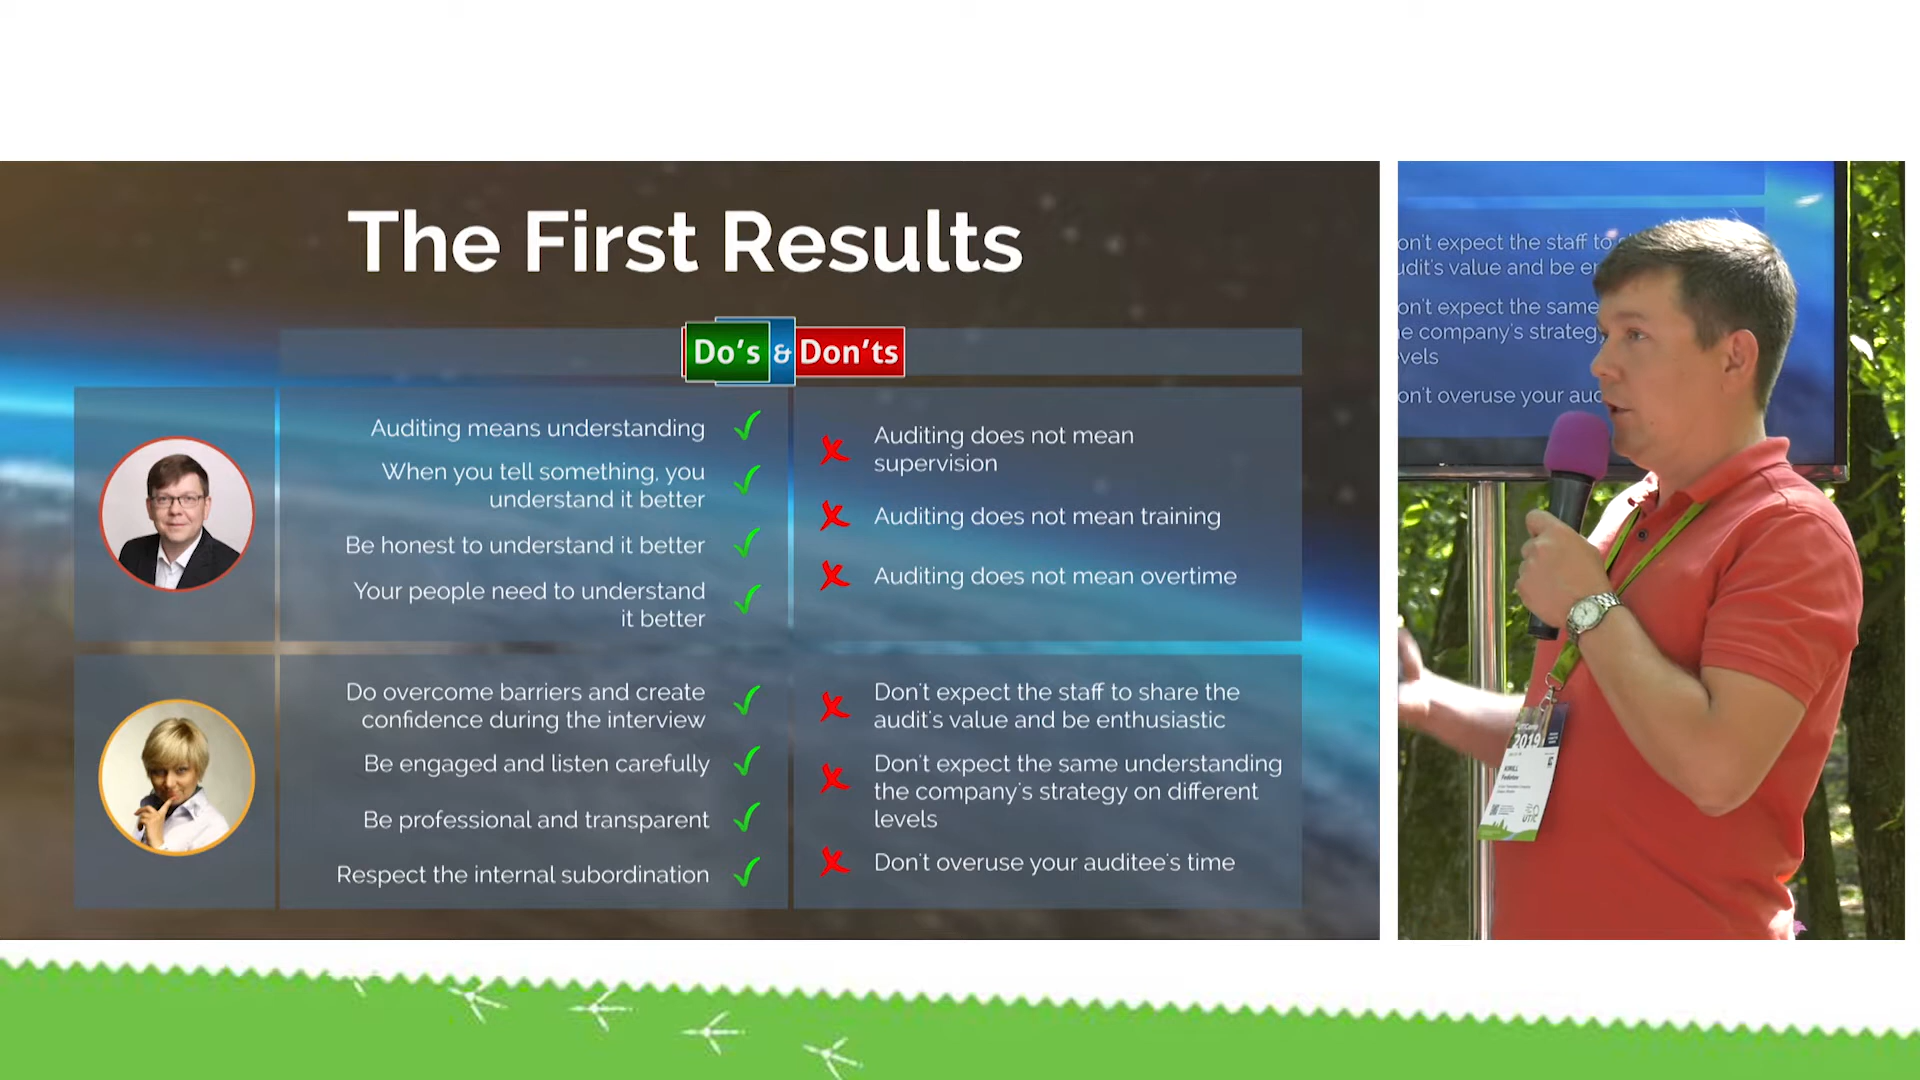 The First Results
Do's & Don'ts
Auditing means understanding
When you tell something, you
understand it better
Be honest to understand it better
Your people need to understand
it better
Auditing does not mean
supervision
Auditing does not mean training
Auditing does not mean overtime
Do overcome barriers and create
confidence during the interview
Be engaged and listen carefully
Be professional and transparent
Respect the internal subordination
Don't expect the staff to share the
audit's value and be enthusiastic
Don't expect the same understanding
the company's strategy on different
levels
Don't overuse your auditee's time
on't expect the staff to
udit's value and be e
on't expect the same
e company's strateg
vels
on't overuse your au
2019